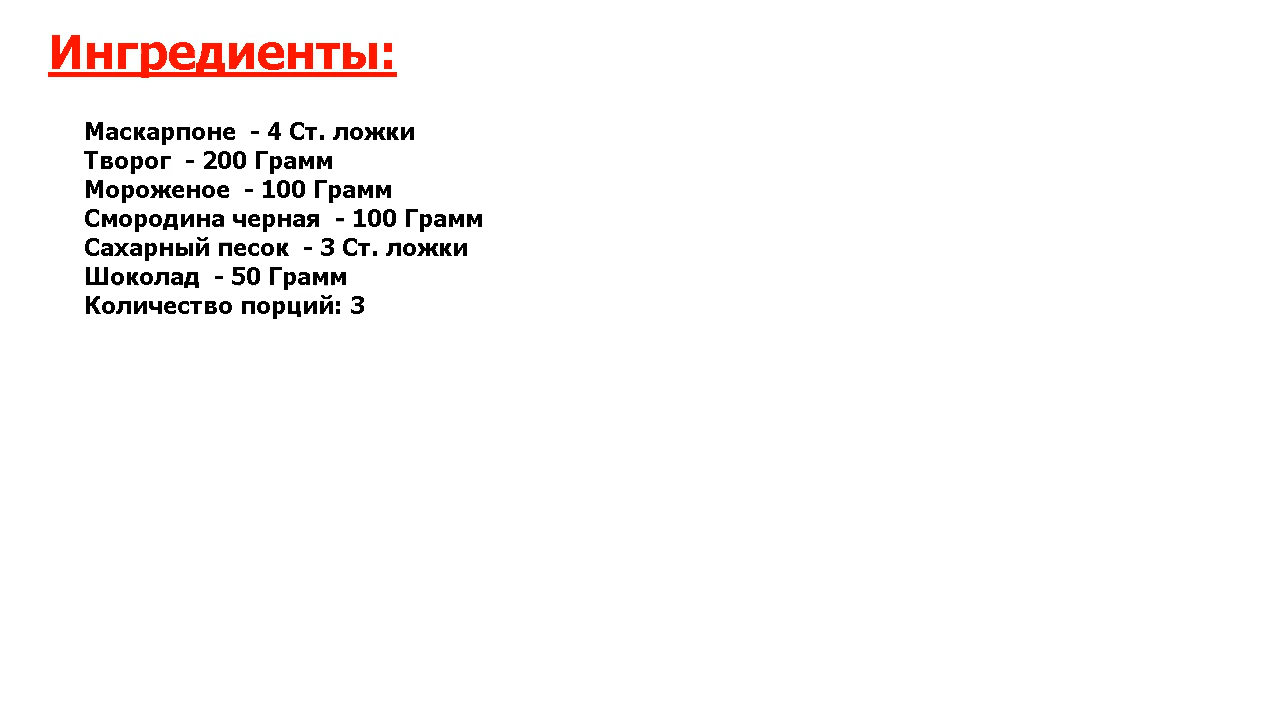 Ингредиенты:
Маскарпоне - 4 Ст. ложки
Творог - 200 Грамм
Мороженое - 100 Грамм
Смородина черная - 100 Грамм
Сахарный песок - 3 Ст. ложки
Шоколад - 50 Грамм
Количество порций: 3